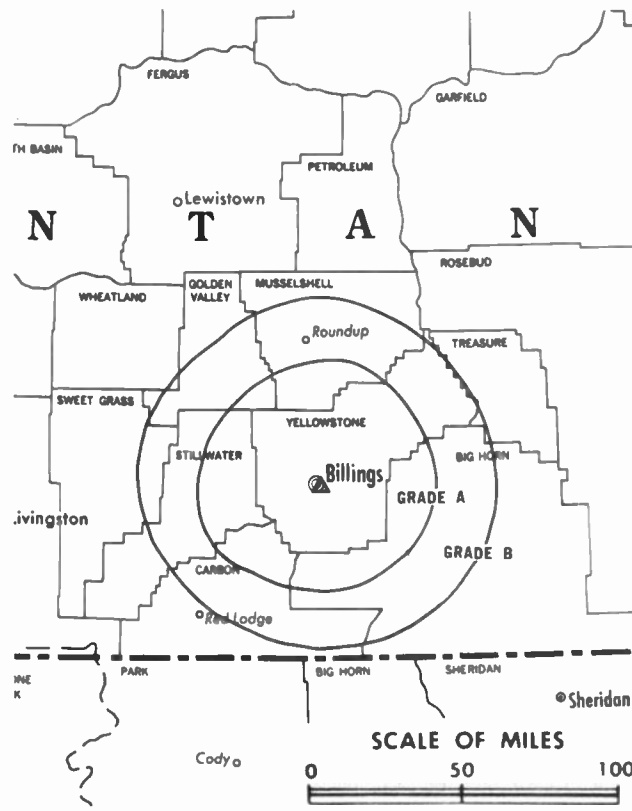 FERGUS
GARFIELD
TH BASIN
PETROLEUM
Lewistown
N T A N
ROSEBUD
GOLDEN
VALLEY
MUSSELSHELL
WHEATLAND
Roundup
TREASURE
SWEET GRASS
YELLOWSTONE
STILLWATER
BIG HORN
Billings
GRADE A
.ivingston
GRADE B
CARBON
Red Lodge
PARK
BIG HORN
SHERIDAN
ONE
K
Sheridan
SCALE OF MILES
Cody
0 50 100